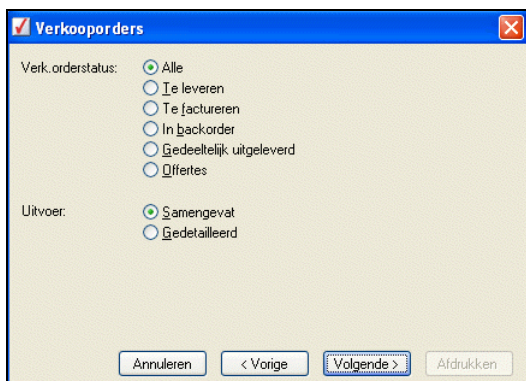 Verkooporders
Verk.orderstatus: Alle
Te leveren
Te factureren
In backorder
Gedeeltelijk uitgeleverd
Offertes
Uitvoer: Samengevat
Gedetailleerd
Annuleren < Vorige Volgende > Afdrukken